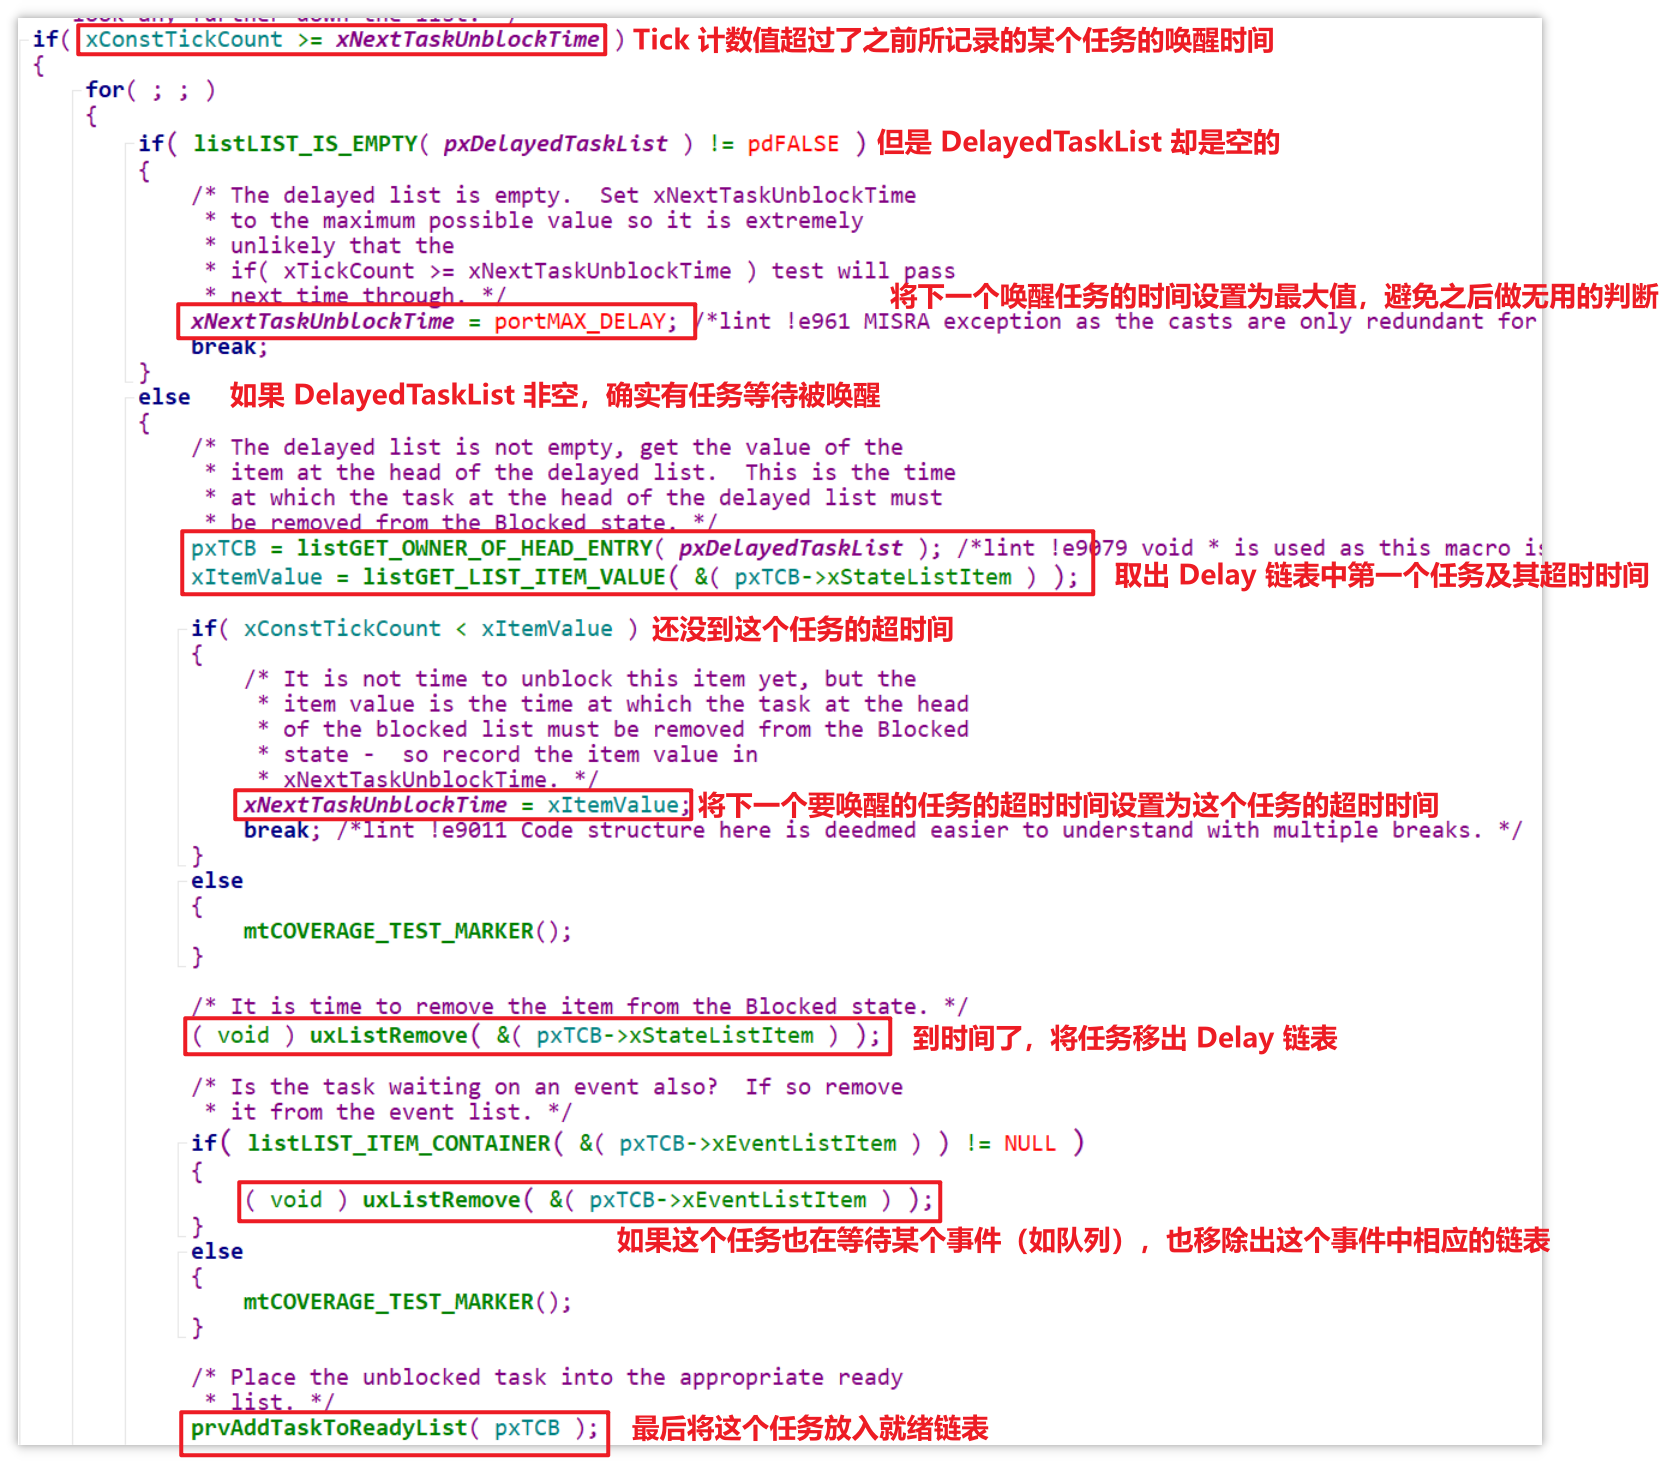 look any further down the list. */
if( xConstTickCount >= xNextTaskUnblockTime ) Tick 计数值超过了之前所记录的某个任务的唤醒时间
{
for( ; ; )
{
if( listLIST_IS_EMPTY( pxDelayedTaskList ) != pdFALSE ) 但是 DelayedTaskList 却是空的
{
/* The delayed list is empty.  Set xNextTaskUnblockTime
* to the maximum possible value so it is extremely
* unlikely that the
* if( xTickCount >= xNextTaskUnblockTime ) test will pass
* next time through. */
将下一个唤醒任务的时间设置为最大值，避免之后做无用的判断
xNextTaskUnblockTime = portMAX_DELAY; /*lint !e961 MISRA exception as the casts are only redundant for
break;
}
else 如果 DelayedTaskList 非空，确实有任务等待被唤醒
{
/* The delayed list is not empty, get the value of the
* item at the head of the delayed list.  This is the time
* at which the task at the head of the delayed list must
* be removed from the Blocked state. */
pxTCB = listGET_OWNER_OF_HEAD_ENTRY( pxDelayedTaskList ); /*lint !e9079 void * is used as this macro is
xItemValue = listGET_LIST_ITEM_VALUE( &( pxTCB->xStateListItem ) ); 取出 Delay 链表中第一个任务及其超时时间
if( xConstTickCount < xItemValue ) 还没到这个任务的超时间
{
/* It is not time to unblock this item yet, but the
* item value is the time at which the task at the head
* of the blocked list must be removed from the Blocked
* state -  so record the item value in
* xNextTaskUnblockTime. */
xNextTaskUnblockTime = xItemValue; 将下一个要唤醒的任务的超时时间设置为这个任务的超时时间
break; /*lint !e9011 Code structure here is deedmed easier to understand with multiple breaks. */
}
else
{
mtCOVERAGE_TEST_MARKER();
}
/* It is time to remove the item from the Blocked state. */
( void ) uxListRemove( &( pxTCB->xStateListItem ) ); 到时间了，将任务移出 Delay 链表
/* Is the task waiting on an event also?  If so remove
* it from the event list. */
if( listLIST_ITEM_CONTAINER( &( pxTCB->xEventListItem ) ) != NULL )
{
( void ) uxListRemove( &( pxTCB->xEventListItem ) );
}
如果这个任务也在等待某个事件（如队列），也移除出这个事件中相应的链表
else
{
mtCOVERAGE_TEST_MARKER();
}
/* Place the unblocked task into the appropriate ready
* list. */
prvAddTaskToReadyList( pxTCB ); 最后将这个任务放入就绪链表